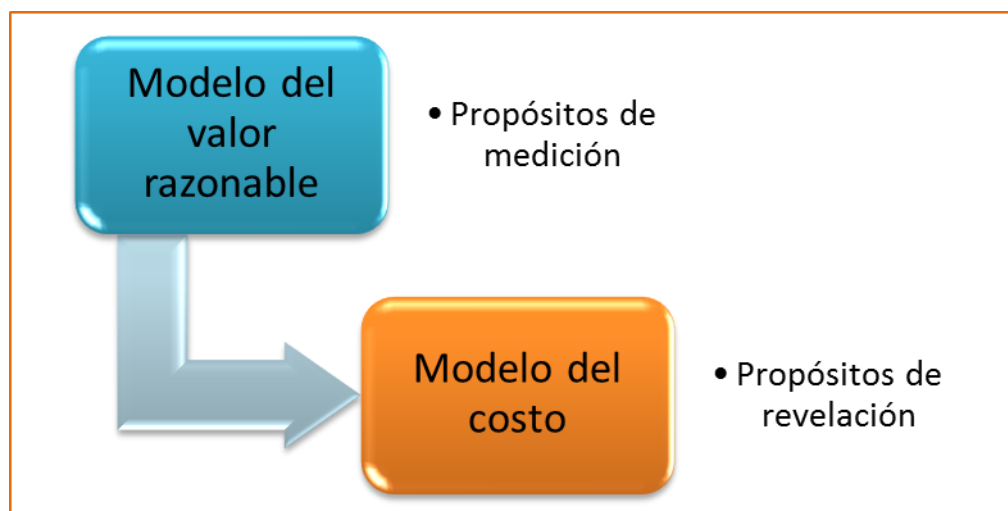 Modelo del
valor
razonable
• Propósitos de
medición
Modelo del
costo
• Propósitos de
revelación